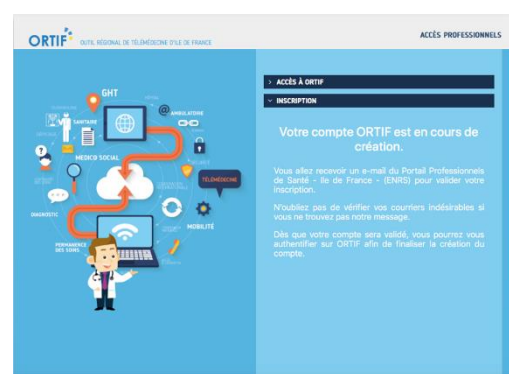 ORTIF
OUTIL RÉGIONAL DE TÉLÉMÉDECINE D'ILE DE FRANCE
ACCÈS PROFESSIONNELS
> ACCÈS À ORTIF
INSCRIPTION
Votre compte ORTIF est en cours de
création.
Vous allez recevoir un e-mail du Portail Professionnels
de Santé - Ile de France - (ENRS) pour valider votre
inscription.
N'oubliez pas de vérifier vos courriers indésirables si
vous ne trouvez pas notre message.
Dès que votre compte sera validé, vous pourrez vous
authentifier sur ORTIF afin de finaliser la création du
compte.
GHT
@
AMBULATOIRE
SANITAIRE
?
MEDICO SOCIAL
TÉLÉMÉDECINE
DIAGNOSTIC
MOBILITÉ
PERMANENCE
DES SOINS